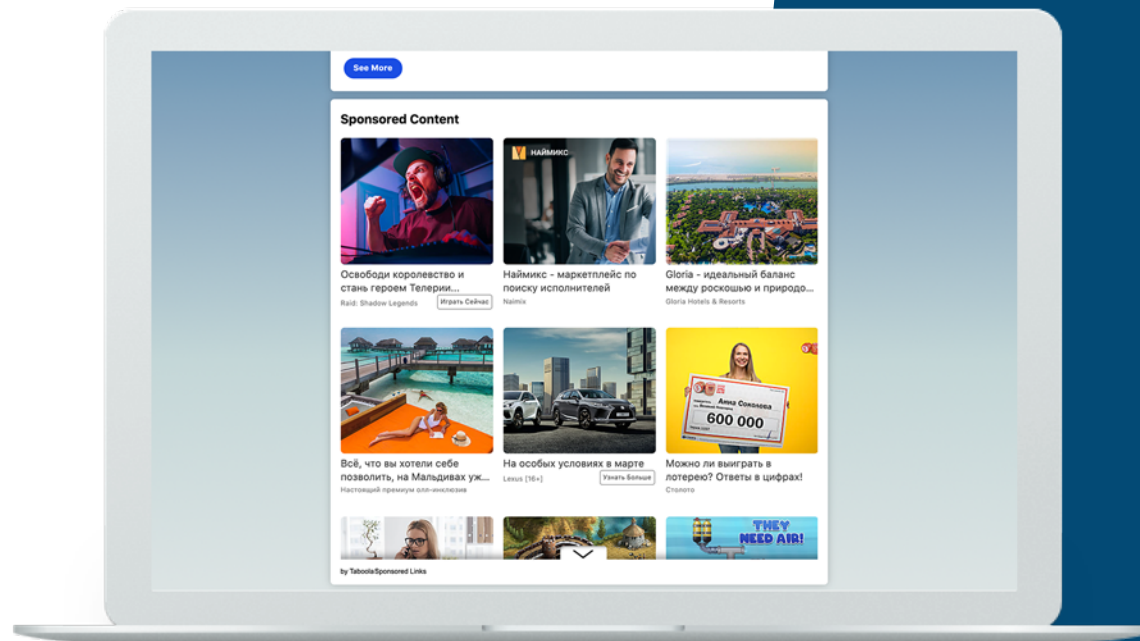 See More
Sponsored Content
НАЙМИКС
Освободи королевство и
стань героем Телерии...
Raid: Shadow Legends
Играть Сейчас
Наймикс - маркетплейс по
поиску исполнителей
Naimix
Gloria - идеальный баланс
между роскошью и природо...
Gloria Hotels & Resorts
Всё, что вы хотели себе
позволить, на Мальдивах уж...
Настоящий премиум олл-инклюзив
На особых условиях в марте
Lexus [16+]
Узнать Больше
Анна Соколова
600 000
Можно ли выиграть в
лотерею? Ответы в цифрах!
Столото
THEY
NEED AIR!
by Taboola Sponsored Links